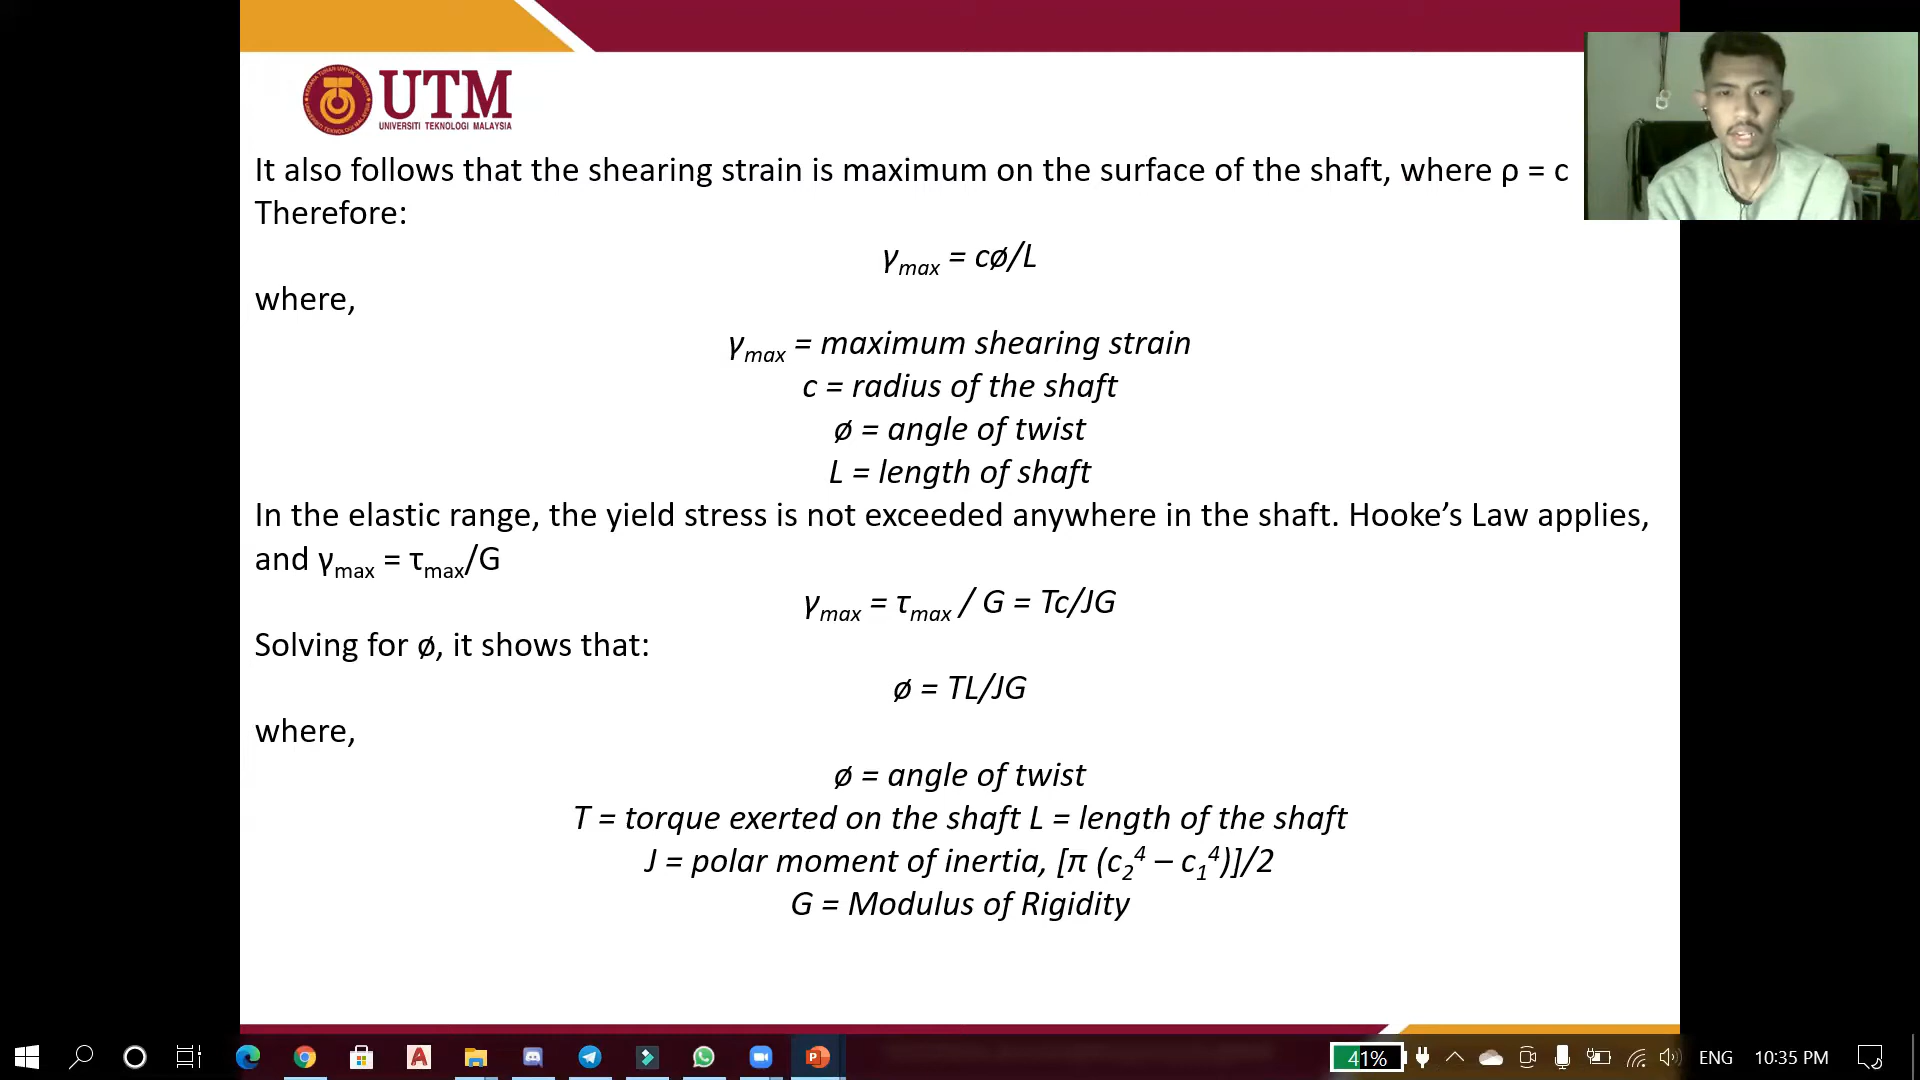 UTM
UNIVERSITI TEKNOLOGI MALAYSIA
It also follows that the shearing strain is maximum on the surface of the shaft, where ρ = c
Therefore:
γmax = cø/L
where,
γmax = maximum shearing strain
c = radius of the shaft
ø = angle of twist
L = length of shaft
In the elastic range, the yield stress is not exceeded anywhere in the shaft. Hooke’s Law applies,
and γmax = τmax/G
γmax = τmax / G = Tc/JG
Solving for ø, it shows that:
ø = TL/JG
where,
ø = angle of twist
T = torque exerted on the shaft L = length of the shaft
J = polar moment of inertia, [π (c₂⁴ – c₁⁴)]/2
G = Modulus of Rigidity
41% ENG 10:35 PM